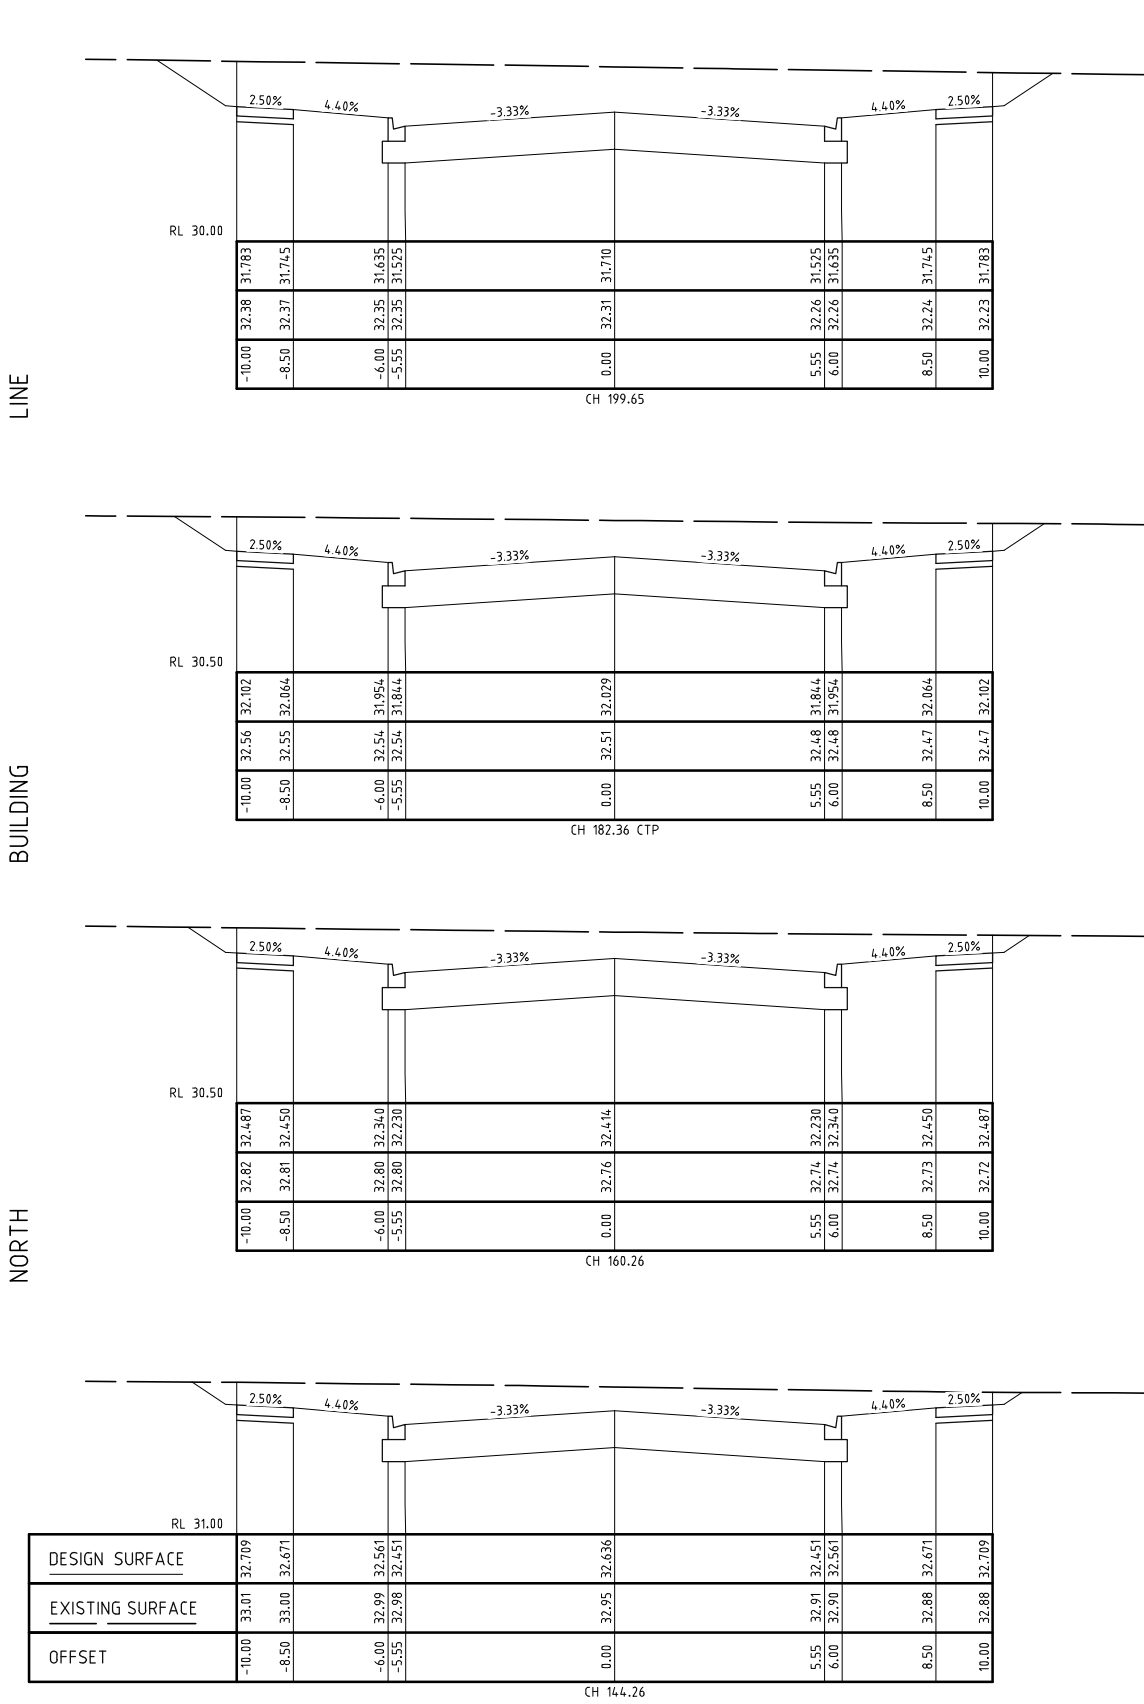 2.50% 4.40% -3.33% -3.33% 4.40% 2.50%
RL 30.00
31.783 31.745 31.635 31.525 31.710 31.525 31.635 31.745 31.783
32.38 32.37 32.35 32.35 32.31 32.26 32.26 32.24 32.23
-10.00 -8.50 -6.00 -5.55 0.00 5.55 6.00 8.50 10.00
CH 199.65
LINE
2.50% 4.40% -3.33% -3.33% 4.40% 2.50%
RL 30.50
32.102 32.064 31.954 31.844 32.029 31.844 31.954 32.064 32.102
32.56 32.55 32.54 32.54 32.51 32.48 32.48 32.47 32.47
-10.00 -8.50 -6.00 -5.55 0.00 5.55 6.00 8.50 10.00
CH 182.36 CTP
BUILDING
2.50% 4.40% -3.33% -3.33% 4.40% 2.50%
RL 30.50
32.487 32.450 32.340 32.230 32.414 32.230 32.340 32.450 32.487
32.82 32.81 32.80 32.80 32.76 32.74 32.74 32.73 32.72
-10.00 -8.50 -6.00 -5.55 0.00 5.55 6.00 8.50 10.00
CH 160.26
NORTH
2.50% 4.40% -3.33% -3.33% 4.40% 2.50%
RL 31.00
DESIGN SURFACE 32.709 32.671 32.561 32.451 32.636 32.451 32.561 32.671 32.709
EXISTING SURFACE 33.01 33.00 32.99 32.98 32.95 32.91 32.90 32.88 32.88
OFFSET -10.00 -8.50 -6.00 -5.55 0.00 5.55 6.00 8.50 10.00
CH 144.26